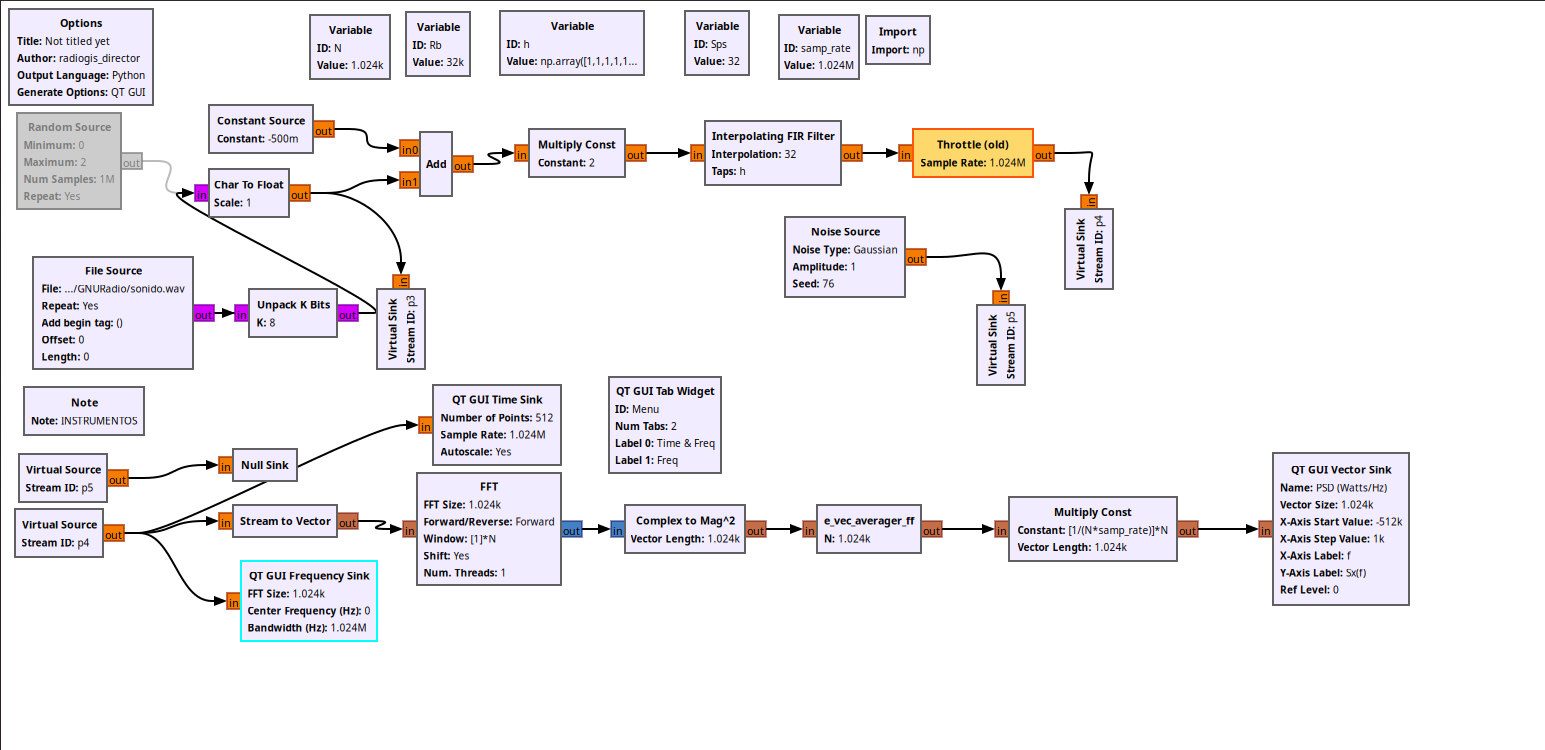 Options
Title: Not titled yet
Author: radiogis_director
Output Language: Python
Generate Options: QT GUI
Variable
ID: N
Value: 1.024k
Variable
ID: Rb
Value: 32k
Variable
ID: h
Value: np.array([1,1,1,1,1...
Variable
ID: Sps
Value: 32
Variable
ID: samp_rate
Value: 1.024M
Import
Import: np
Random Source
Minimum: 0
Maximum: 2
Num Samples: 1M
Repeat: Yes
out
Constant Source
Constant: -500m
out
in
Char To Float
Scale: 1
out
in0
in1
Add
out
in
Multiply Const
Constant: 2
out
in
Interpolating FIR Filter
Interpolation: 32
Taps: h
out
in
Throttle (old)
Sample Rate: 1.024M
out
in
Virtual Sink
Stream ID: p4
Noise Source
Noise Type: Gaussian
Amplitude: 1
Seed: 76
out
in
Virtual Sink
Stream ID: p5
File Source
File: .../GNURadio/sonido.wav
Repeat: Yes
Add begin tag: ()
Offset: 0
Length: 0
out
in
Unpack K Bits
K: 8
out
in
Virtual Sink
Stream ID: p3
Note
Note: INSTRUMENTOS
in
QT GUI Time Sink
Number of Points: 512
Sample Rate: 1.024M
Autoscale: Yes
QT GUI Tab Widget
ID: Menu
Num Tabs: 2
Label 0: Time & Freq
Label 1: Freq
Virtual Source
Stream ID: p5
out
in
Null Sink
Virtual Source
Stream ID: p4
out
in
Stream to Vector
out
in
FFT
FFT Size: 1.024k
Forward/Reverse: Forward
Window: [1]*N
Shift: Yes
Num. Threads: 1
out
in
Complex to Mag^2
Vector Length: 1.024k
out
in
e_vec_averager_ff
N: 1.024k
out
in
Multiply Const
Constant: [1/(N*samp_rate)]*N
Vector Length: 1.024k
out
in
QT GUI Vector Sink
Name: PSD (Watts/Hz)
Vector Size: 1.024k
X-Axis Start Value: -512k
X-Axis Step Value: 1k
X-Axis Label: f
Y-Axis Label: Sx(f)
Ref Level: 0
in
QT GUI Frequency Sink
FFT Size: 1.024k
Center Frequency (Hz): 0
Bandwidth (Hz): 1.024M